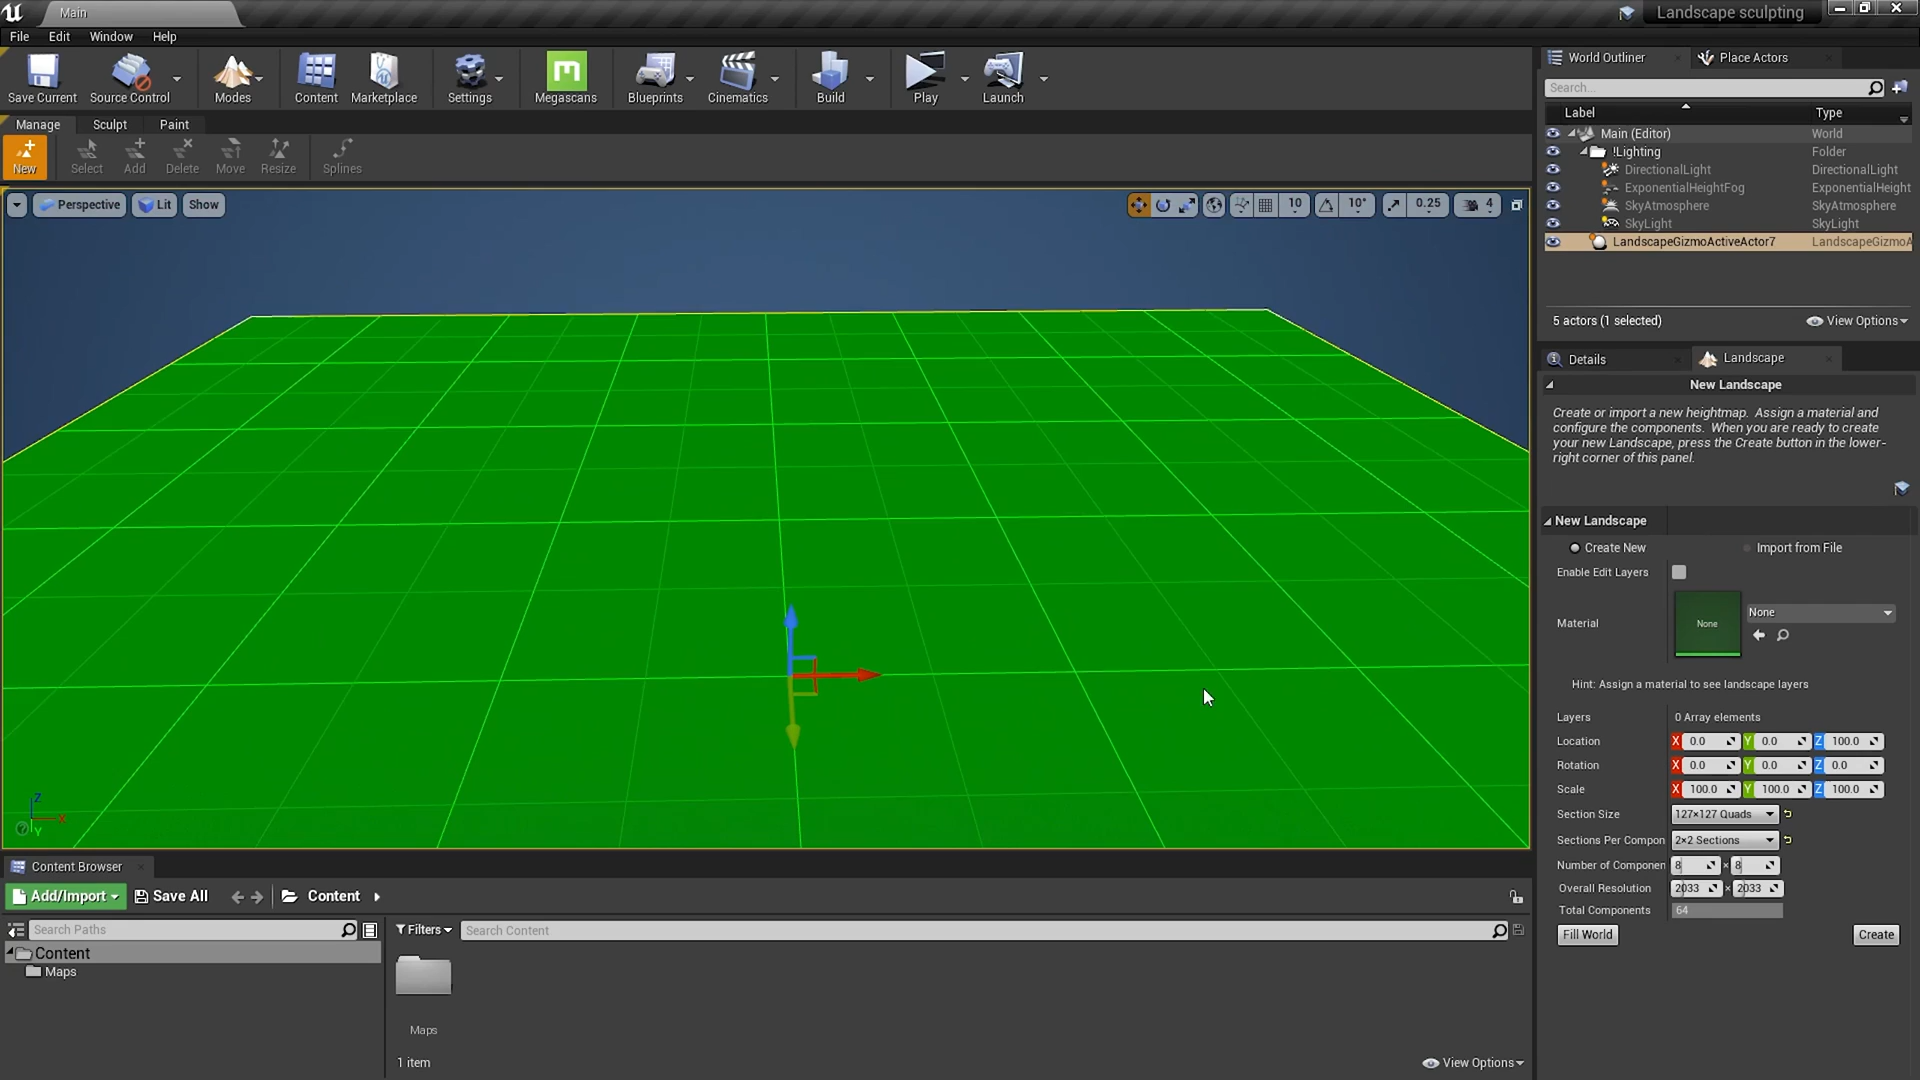 Main
Landscape sculpting
File Edit Window Help
Save Current Source Control Modes Content Marketplace Settings Megascans Blueprints Cinematics Build Play Launch
Manage Sculpt Paint
New Select Add Delete Move Resize Splines
Perspective Lit Show
10 10° 0.25 4
Z
X
Y
World Outliner Place Actors
Search...
Label Type
Main (Editor) World
!Lighting Folder
DirectionalLight DirectionalLight
ExponentialHeightFog ExponentialHeight
SkyAtmosphere SkyAtmosphere
SkyLight SkyLight
LandscapeGizmoActiveActor7 LandscapeGizmoA
5 actors (1 selected) View Options
Details Landscape
New Landscape
Create or import a new heightmap. Assign a material and
configure the components. When you are ready to create
your new Landscape, press the Create button in the lower-
right corner of this panel.
New Landscape
Create New Import from File
Enable Edit Layers
Material None None
Hint: Assign a material to see landscape layers
Layers 0 Array elements
Location X 0.0 Y 0.0 Z 100.0
Rotation X 0.0 Y 0.0 Z 0.0
Scale X 100.0 Y 100.0 Z 100.0
Section Size 127×127 Quads
Sections Per Compon 2×2 Sections
Number of Componen 8 × 8
Overall Resolution 2033 × 2033
Total Components 64
Fill World Create
Content Browser
Add/Import Save All Content
Search Paths
Filters Search Content
Content
Maps
Maps
1 item View Options